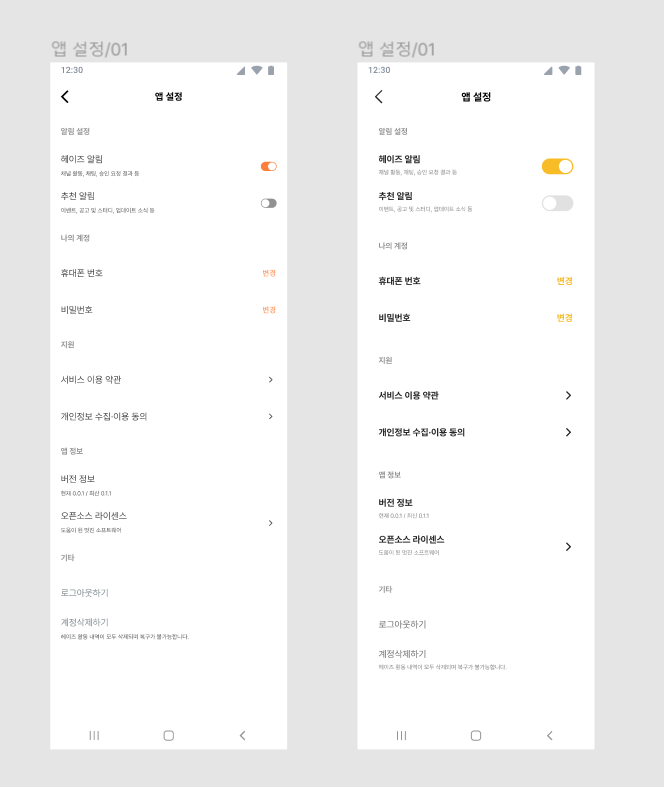 앱 설정/01
12:30
앱 설정
알림 설정
헤이즈 알림
채널 활동, 채팅, 승인 요청 결과 등
추천 알림
이벤트, 공고 및 스터디, 업데이트 소식 등
나의 계정
휴대폰 번호
변경
비밀번호
변경
지원
서비스 이용 약관
개인정보 수집·이용 동의
앱 정보
버전 정보
현재 0.0.1 / 최신 0.1.1
오픈소스 라이센스
도움이 된 멋진 소프트웨어
기타
로그아웃하기
계정삭제하기
헤이즈 활동 내역이 모두 삭제되며 복구가 불가능합니다.
앱 설정/01
12:30
앱 설정
알림 설정
헤이즈 알림
채널 활동, 채팅, 승인 요청 결과 등
추천 알림
이벤트, 공고 및 스터디, 업데이트 소식 등
나의 계정
휴대폰 번호
변경
비밀번호
변경
지원
서비스 이용 약관
개인정보 수집·이용 동의
앱 정보
버전 정보
현재 0.0.1 / 최신 0.1.1
오픈소스 라이센스
도움이 된 멋진 소프트웨어
기타
로그아웃하기
계정삭제하기
헤이즈 활동 내역이 모두 삭제되며 복구가 불가능합니다.